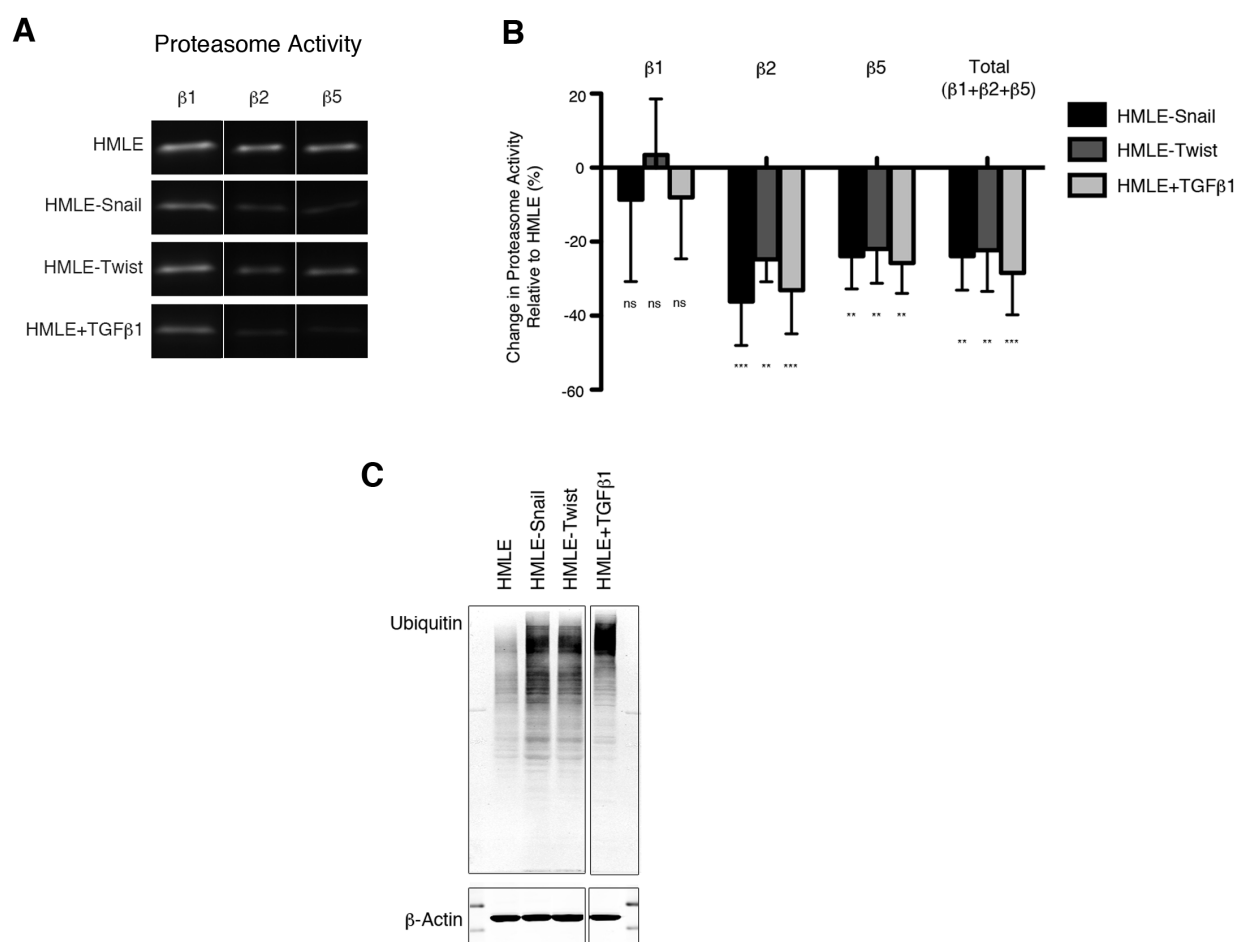 A
Proteasome Activity
β1 β2 β5
HMLE
HMLE-Snail
HMLE-Twist
HMLE+TGFβ1
B
β1 β2 β5 Total
(β1+β2+β5)
Change in Proteasome Activity
Relative to HMLE (%)
20
0
-20
-40
-60
ns ns ns
*** ** ***
** ** **
** ** ***
HMLE-Snail
HMLE-Twist
HMLE+TGFβ1
C
HMLE
HMLE-Snail
HMLE-Twist
HMLE+TGFβ1
Ubiquitin
β-Actin